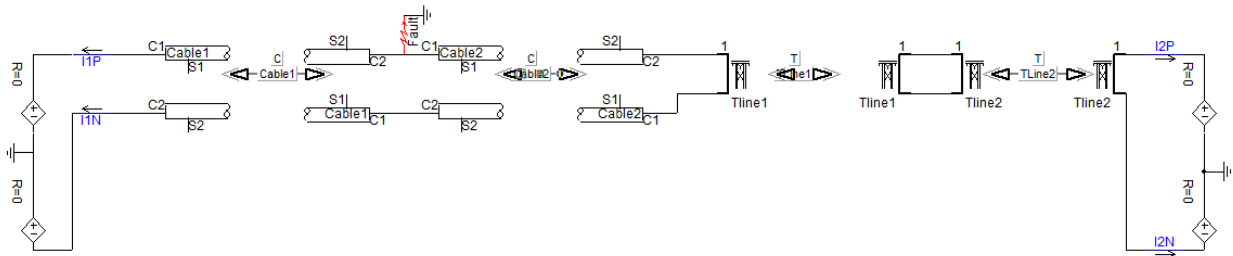 S2
Fault
C1
Cable1
S1
C
Cable1
C2
C1
Cable2
S1
C
S2
C2
1
T
1
1
T
TLine2
1
I2P
R=0
I1P
R=0
Tline1
Tline1
Tline2
Tline2
C2
S2
S1
Cable1
C1
C2
S2
S1
Cable2
C1
I1N
R=0
R=0
I2N